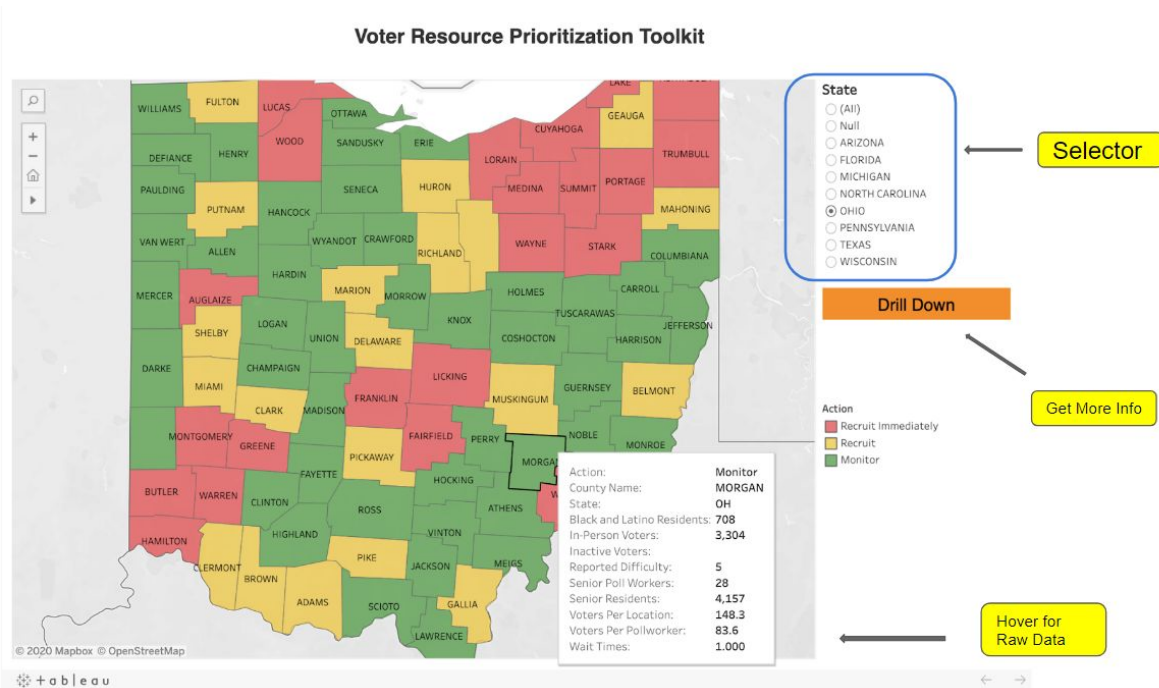 Voter Resource Prioritization Toolkit
LAKE
WILLIAMS
FULTON
LUCAS
OTTAWA
GEAUGA
CUYAHOGA
WOOD
SANDUSKY
ERIE
DEFIANCE
HENRY
LORAIN
TRUMBULL
PAULDING
SENECA
HURON
MEDINA
SUMMIT
PORTAGE
PUTNAM
HANCOCK
MAHONING
VAN WERT
ALLEN
WYANDOT
CRAWFORD
RICHLAND
WAYNE
STARK
COLUMBIANA
HARDIN
MERCER
AUGLAIZE
MARION
MORROW
HOLMES
CARROLL
SHELBY
LOGAN
UNION
DELAWARE
KNOX
TUSCARAWAS
COSHOCTON
HARRISON
JEFFERSON
DARKE
CHAMPAIGN
MIAMI
LICKING
GUERNSEY
BELMONT
CLARK
MADISON
FRANKLIN
MUSKINGUM
MONTGOMERY
GREENE
FAIRFIELD
PERRY
NOBLE
MONROE
PICKAWAY
MORGAN
FAYETTE
HOCKING
BUTLER
WARREN
CLINTON
ROSS
ATHENS
HAMILTON
HIGHLAND
VINTON
CLERMONT
BROWN
PIKE
JACKSON
MEIGS
ADAMS
SCIOTO
GALLIA
LAWRENCE
Action: Monitor
County Name: MORGAN
State: OH
Black and Latino Residents: 708
In-Person Voters: 3,304
Inactive Voters:
Reported Difficulty: 5
Senior Poll Workers: 28
Senior Residents: 4,157
Voters Per Location: 148.3
Voters Per Pollworker: 83.6
Wait Times: 1.000
© 2020 Mapbox © OpenStreetMap
+ableau
State
(All)
Null
ARIZONA
FLORIDA
MICHIGAN
NORTH CAROLINA
OHIO
PENNSYLVANIA
TEXAS
WISCONSIN
Selector
Drill Down
Get More Info
Action
Recruit Immediately
Recruit
Monitor
Hover for
Raw Data